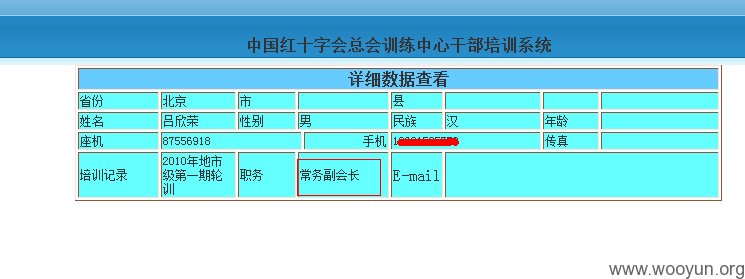 中国红十字会总会训练中心干部培训系统
详细数据查看
省份 北京 市 县
姓名 吕欣荣 性别 男 民族 汉 年龄
座机 87556918 手机 传真
培训记录 2010年地市 职务 常务副会长 E-mail
级第一期轮
训
www.wooyun.org